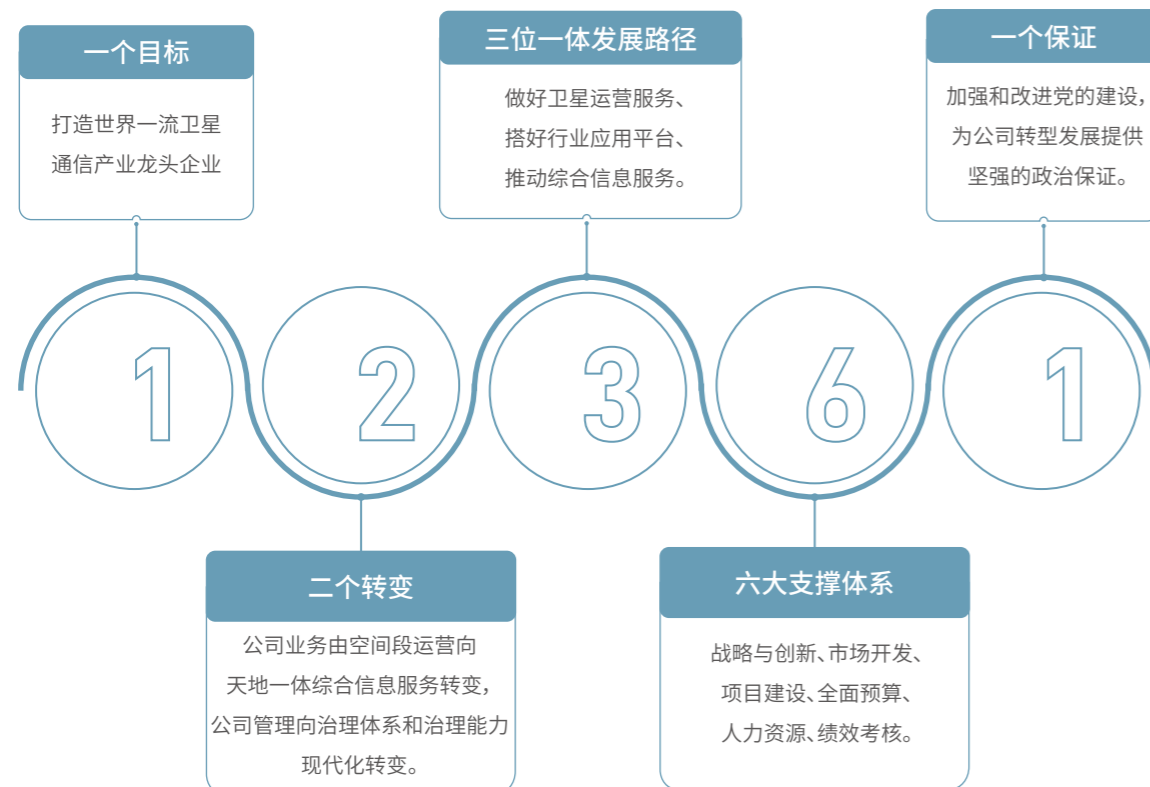 一个目标
打造世界一流卫星
通信产业龙头企业
三位一体发展路径
做好卫星运营服务、
搭好行业应用平台、
推动综合信息服务。
一个保证
加强和改进党的建设，
为公司转型发展提供
坚强的政治保证。
1
2
3
6
1
二个转变
公司业务由空间段运营向
天地一体综合信息服务转变，
公司管理向治理体系和治理能力
现代化转变。
六大支撑体系
战略与创新、市场开发、
项目建设、全面预算、
人力资源、绩效考核。